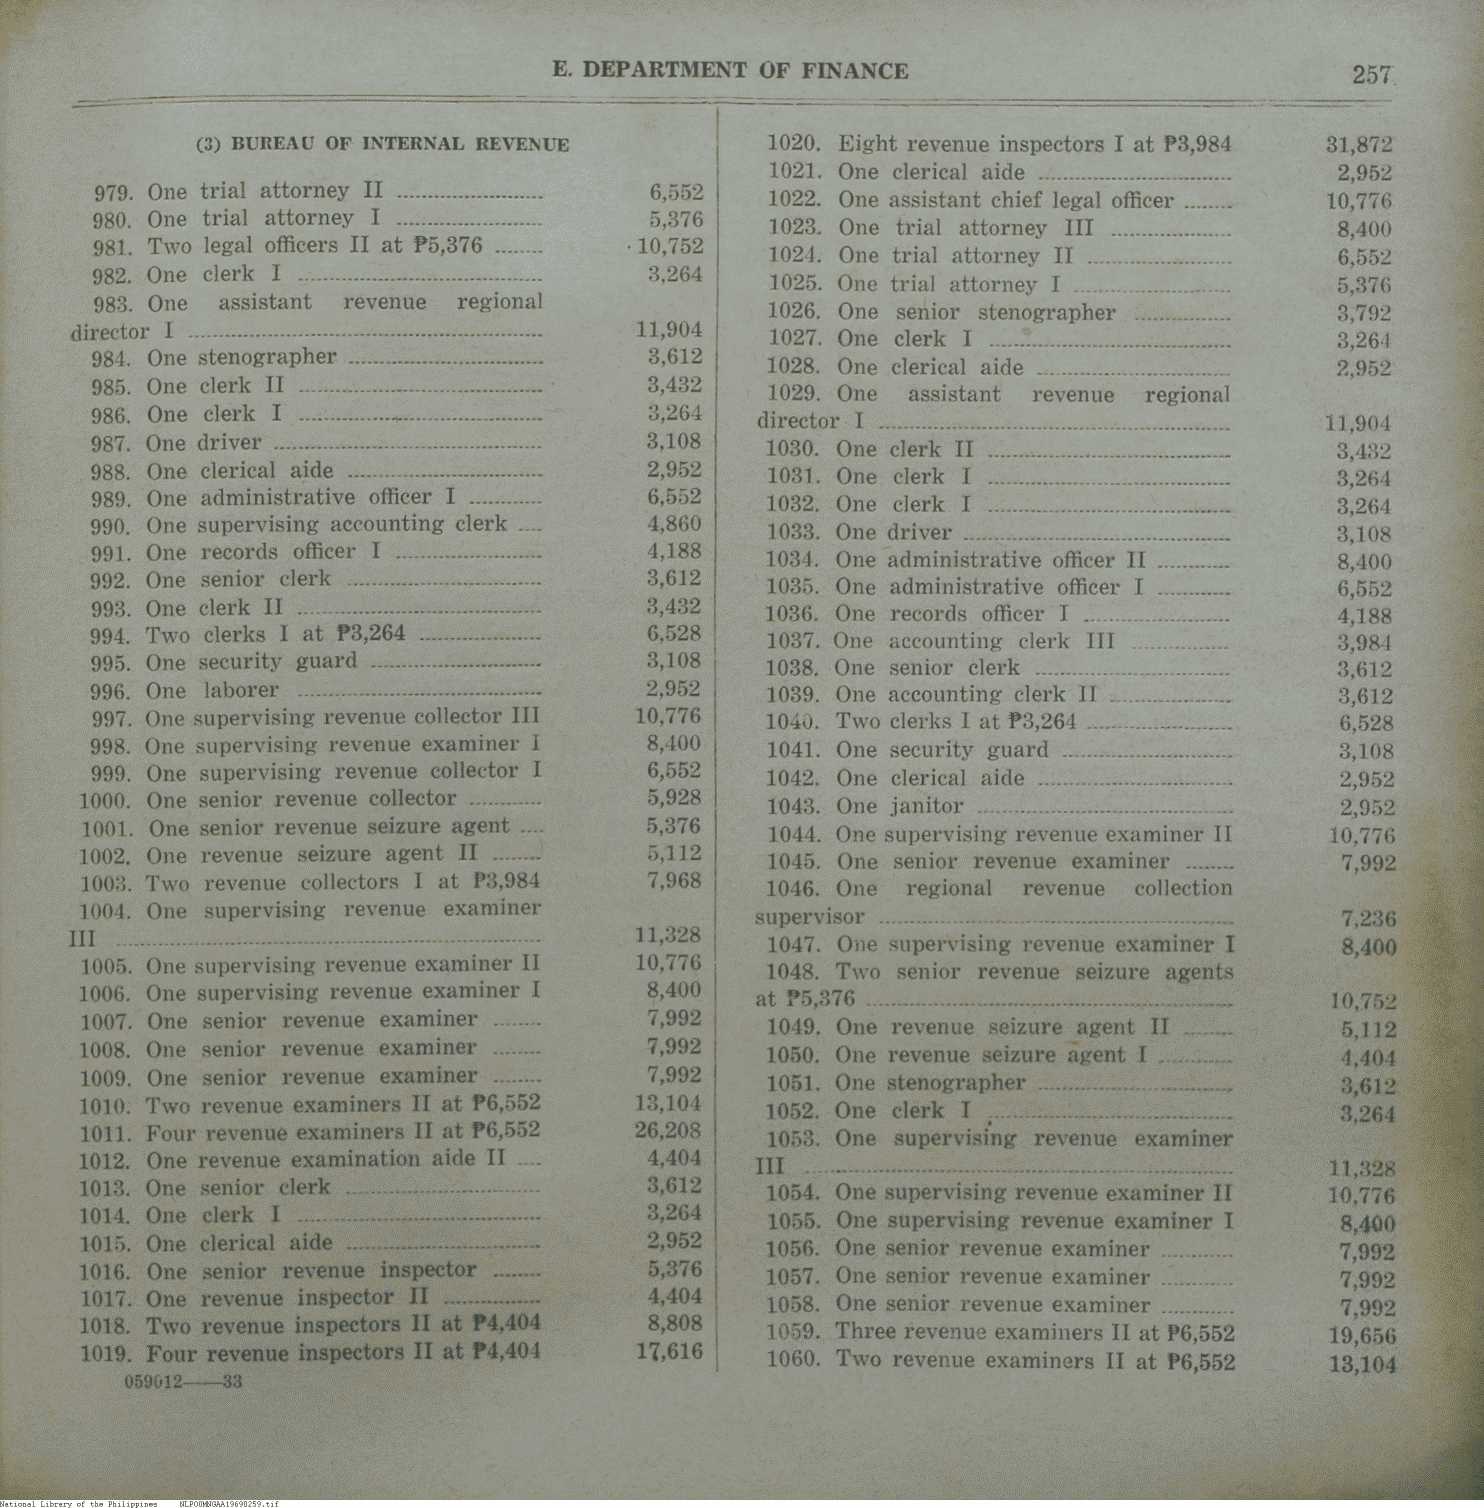 E. DEPARTMENT OF FINANCE 257
(3) BUREAU OF INTERNAL REVENUE
979. One trial attorney II ........ 6,552
980. One trial attorney I ........ 5,376
981. Two legal officers II at ₱5,376 ........ 10,752
982. One clerk I ........ 3,264
983. One assistant revenue regional
director I ........ 11,904
984. One stenographer ........ 3,612
985. One clerk II ........ 3,432
986. One clerk I ........ 3,264
987. One driver ........ 3,108
988. One clerical aide ........ 2,952
989. One administrative officer I ........ 6,552
990. One supervising accounting clerk .... 4,860
991. One records officer I ........ 4,188
992. One senior clerk ........ 3,612
993. One clerk II ........ 3,432
994. Two clerks I at ₱3,264 ........ 6,528
995. One security guard ........ 3,108
996. One laborer ........ 2,952
997. One supervising revenue collector III 10,776
998. One supervising revenue examiner I 8,400
999. One supervising revenue collector I 6,552
1000. One senior revenue collector ........ 5,928
1001. One senior revenue seizure agent .... 5,376
1002. One revenue seizure agent II ........ 5,112
1003. Two revenue collectors I at ₱3,984 7,968
1004. One supervising revenue examiner
III ........ 11,328
1005. One supervising revenue examiner II 10,776
1006. One supervising revenue examiner I 8,400
1007. One senior revenue examiner ........ 7,992
1008. One senior revenue examiner ........ 7,992
1009. One senior revenue examiner ........ 7,992
1010. Two revenue examiners II at ₱6,552 13,104
1011. Four revenue examiners II at ₱6,552 26,208
1012. One revenue examination aide II .... 4,404
1013. One senior clerk ........ 3,612
1014. One clerk I ........ 3,264
1015. One clerical aide ........ 2,952
1016. One senior revenue inspector ........ 5,376
1017. One revenue inspector II ........ 4,404
1018. Two revenue inspectors II at ₱4,404 8,808
1019. Four revenue inspectors II at ₱4,404 17,616
059012——33
1020. Eight revenue inspectors I at ₱3,984 31,872
1021. One clerical aide ........ 2,952
1022. One assistant chief legal officer ........ 10,776
1023. One trial attorney III ........ 8,400
1024. One trial attorney II ........ 6,552
1025. One trial attorney I ........ 5,376
1026. One senior stenographer ........ 3,792
1027. One clerk I ........ 3,264
1028. One clerical aide ........ 2,952
1029. One assistant revenue regional
director I ........ 11,904
1030. One clerk II ........ 3,432
1031. One clerk I ........ 3,264
1032. One clerk I ........ 3,264
1033. One driver ........ 3,108
1034. One administrative officer II ........ 8,400
1035. One administrative officer I ........ 6,552
1036. One records officer I ........ 4,188
1037. One accounting clerk III ........ 3,984
1038. One senior clerk ........ 3,612
1039. One accounting clerk II ........ 3,612
1040. Two clerks I at ₱3,264 ........ 6,528
1041. One security guard ........ 3,108
1042. One clerical aide ........ 2,952
1043. One janitor ........ 2,952
1044. One supervising revenue examiner II 10,776
1045. One senior revenue examiner ........ 7,992
1046. One regional revenue collection
supervisor ........ 7,236
1047. One supervising revenue examiner I 8,400
1048. Two senior revenue seizure agents
at ₱5,376 ........ 10,752
1049. One revenue seizure agent II ........ 5,112
1050. One revenue seizure agent I ........ 4,404
1051. One stenographer ........ 3,612
1052. One clerk I ........ 3,264
1053. One supervising revenue examiner
III ........ 11,328
1054. One supervising revenue examiner II 10,776
1055. One supervising revenue examiner I 8,400
1056. One senior revenue examiner ........ 7,992
1057. One senior revenue examiner ........ 7,992
1058. One senior revenue examiner ........ 7,992
1059. Three revenue examiners II at ₱6,552 19,656
1060. Two revenue examiners II at ₱6,552 13,104
National Library of the Philippines NLPOOMNGAA19690259.tif